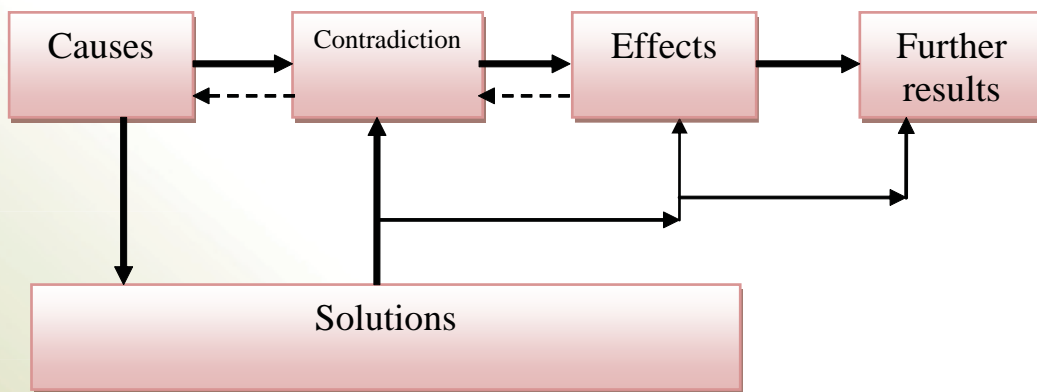 Causes
Contradiction
Effects
Further
results
Solutions